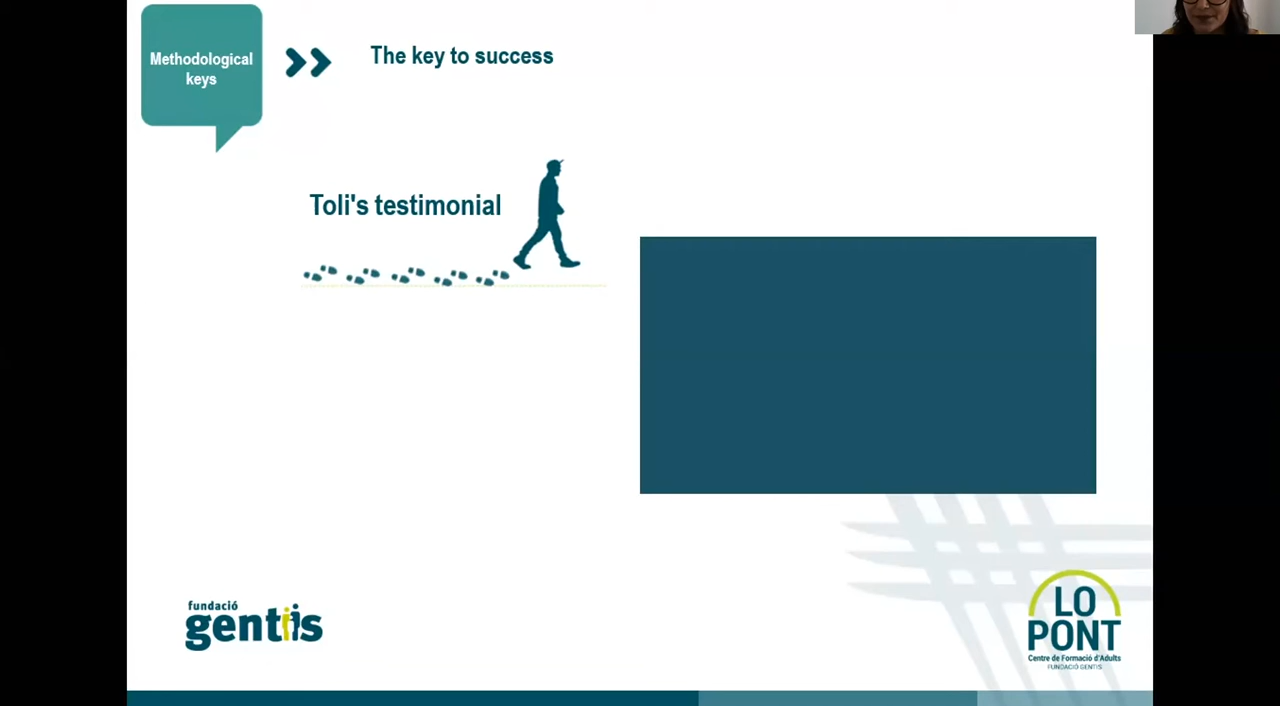 Methodological
keys
The key to success
Toli's testimonial
fundació
gentis
LO
PONT
Centre de Formació d'Adults
FUNDACIÓ GENTIS